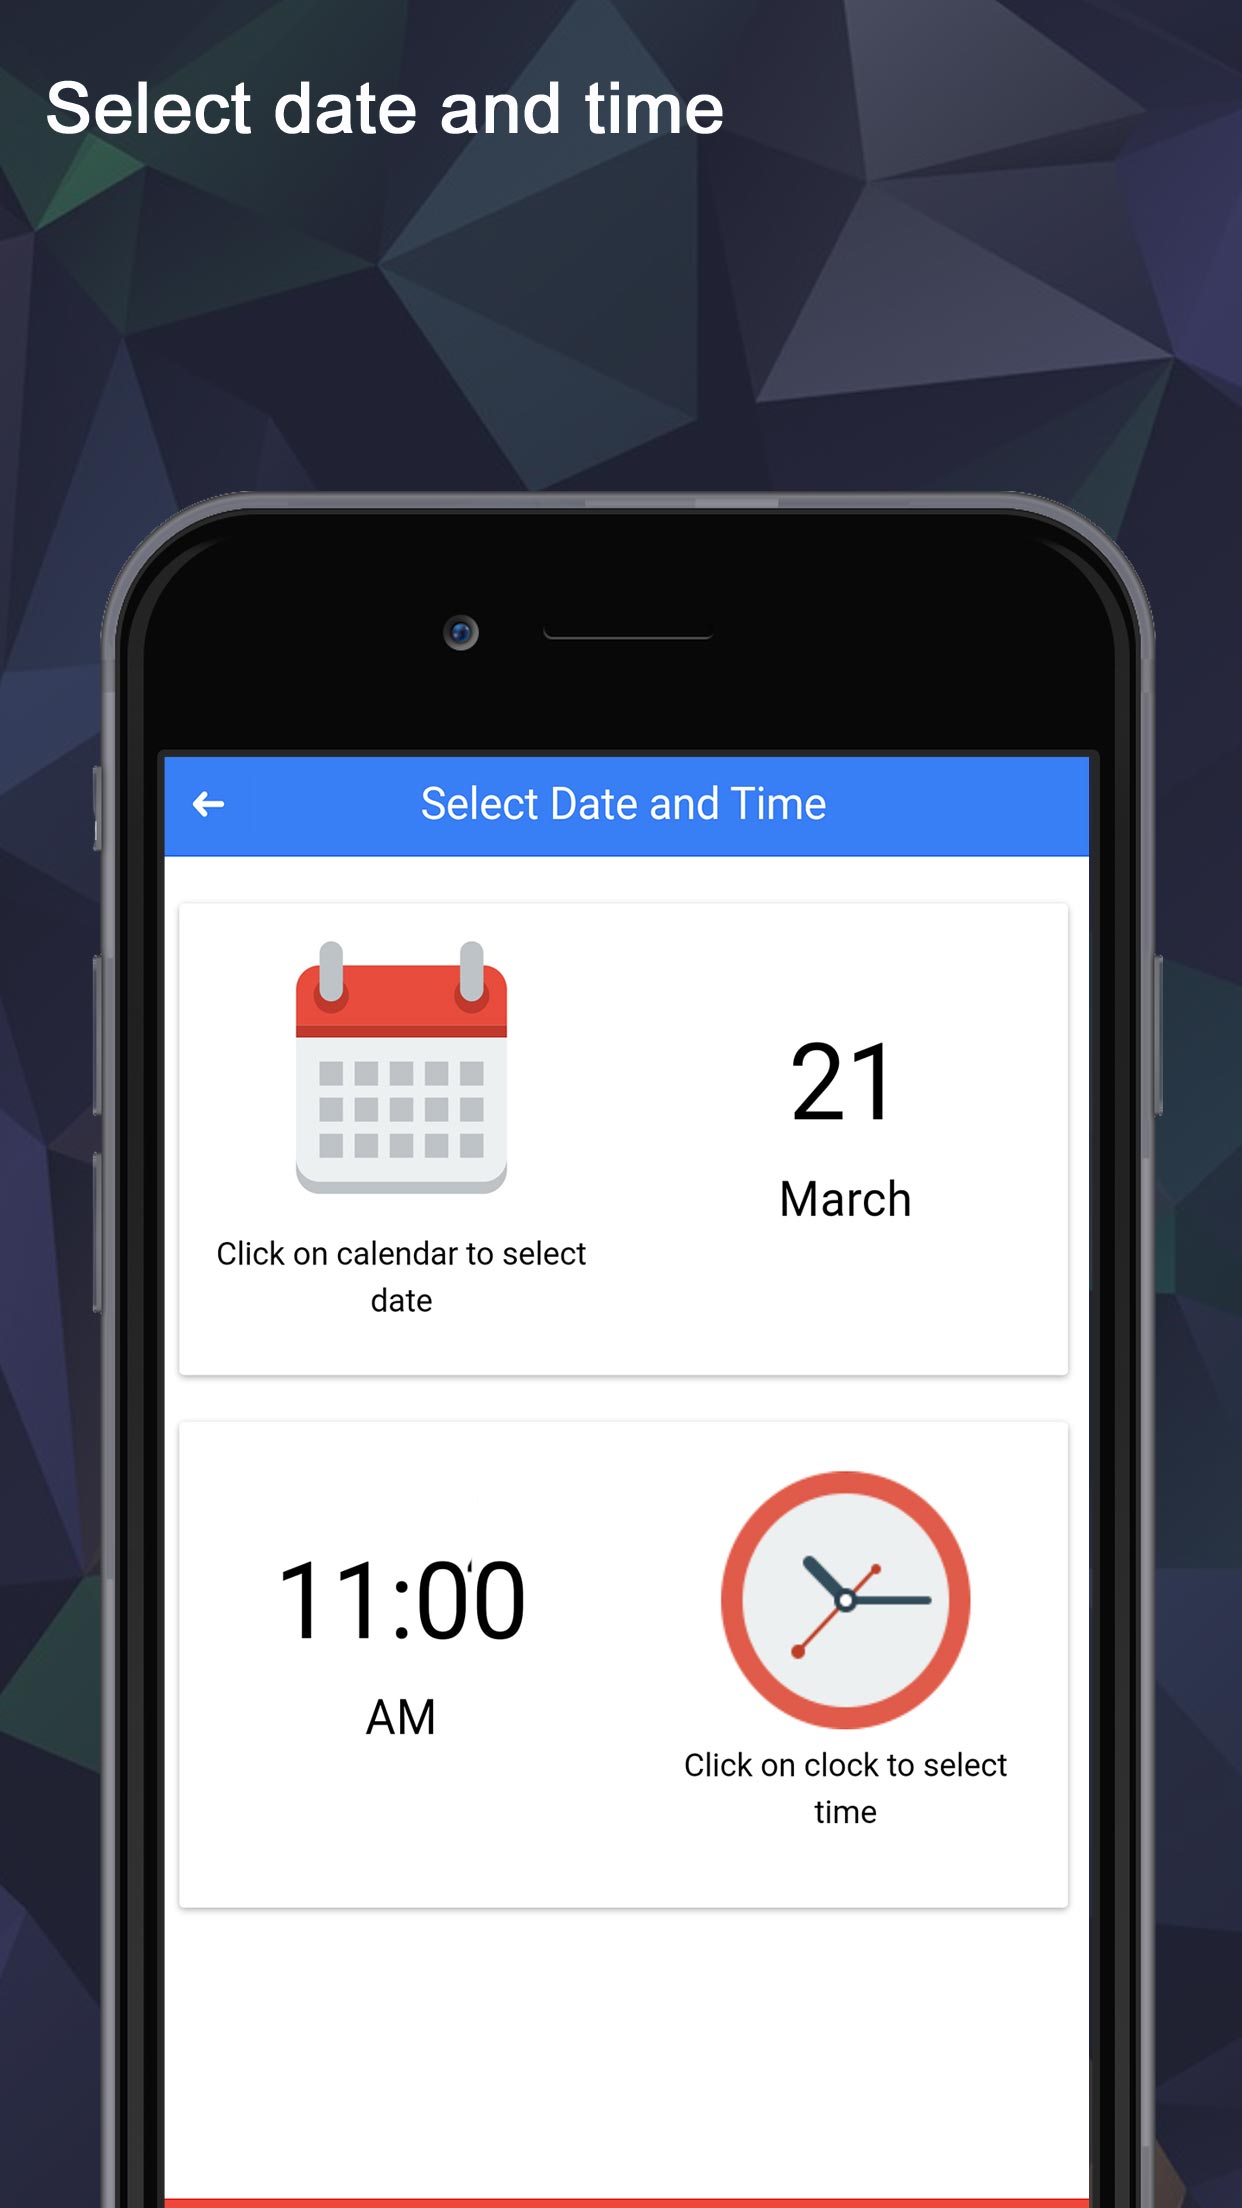 Select date and time
Select Date and Time
21
March
Click on calendar to select
date
11:00
AM
Click on clock to select
time